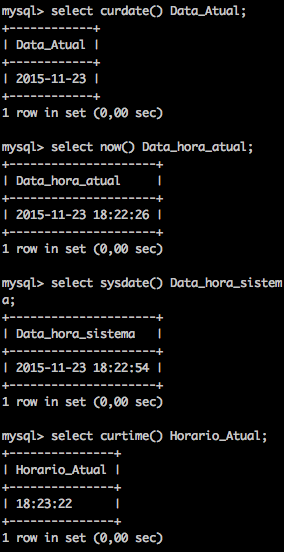 mysql> select curdate() Data_Atual;
+------------+
| Data_Atual |
+------------+
| 2015-11-23 |
+------------+
1 row in set (0,00 sec)
mysql> select now() Data_hora_atual;
+---------------------+
| Data_hora_atual     |
+---------------------+
| 2015-11-23 18:22:26 |
+---------------------+
1 row in set (0,00 sec)
mysql> select sysdate() Data_hora_sistem
a;
+---------------------+
| Data_hora_sistema   |
+---------------------+
| 2015-11-23 18:22:54 |
+---------------------+
1 row in set (0,00 sec)
mysql> select curtime() Horario_Atual;
+---------------+
| Horario_Atual |
+---------------+
| 18:23:22      |
+---------------+
1 row in set (0,00 sec)